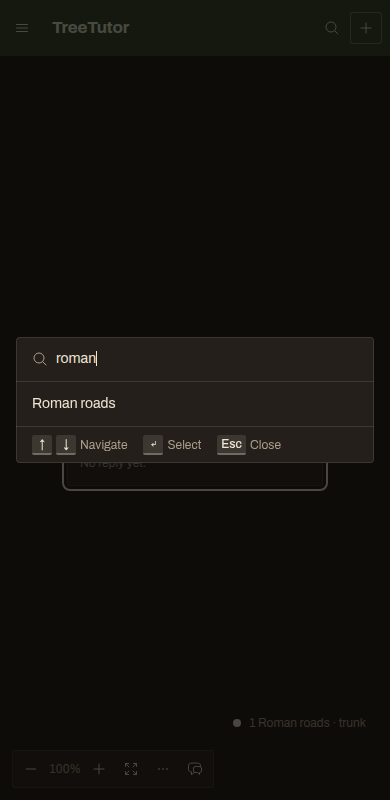 TreeTutor
roman
Roman roads
↑ ↓ Navigate ↵ Select Esc Close
No reply yet.
1 Roman roads · trunk
100%